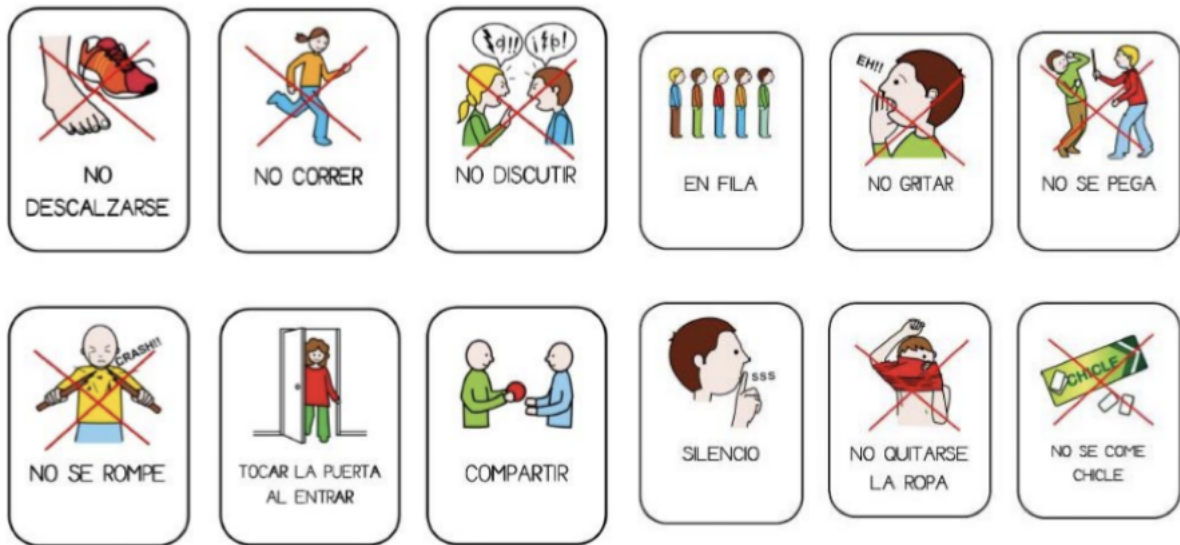 NO
DESCALZARSE
NO CORRER
NO DISCUTIR
EN FILA
EH!!
NO GRITAR
NO SE PEGA
CRASH!!
NO SE ROMPE
TOCAR LA PUERTA
AL ENTRAR
COMPARTIR
SSS
SILENCIO
NO QUITARSE
LA ROPA
CHICLE
NO SE COME
CHICLE